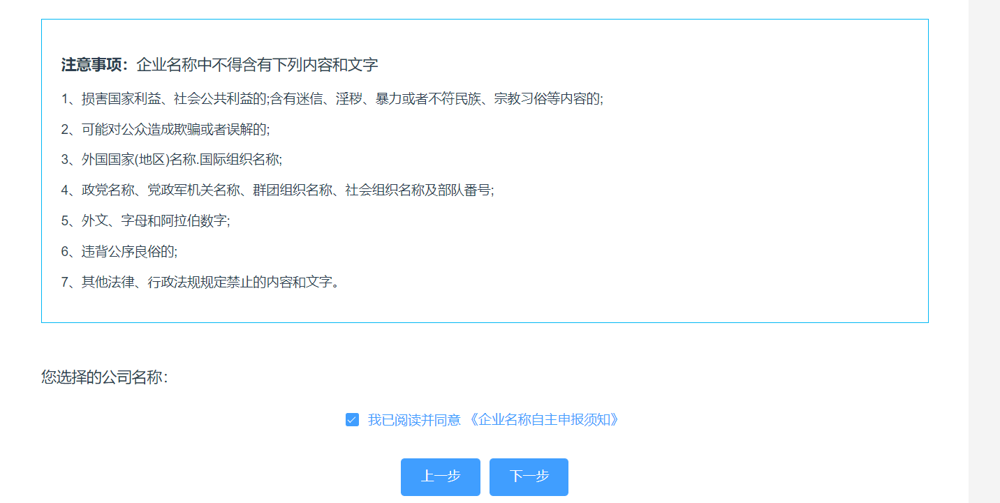 注意事项：企业名称中不得含有下列内容和文字
1、损害国家利益、社会公共利益的;含有迷信、淫秽、暴力或者不符民族、宗教习俗等内容的;
2、可能对公众造成欺骗或者误解的;
3、外国国家(地区)名称.国际组织名称;
4、政党名称、党政军机关名称、群团组织名称、社会组织名称及部队番号;
5、外文、字母和阿拉伯数字;
6、违背公序良俗的;
7、其他法律、行政法规规定禁止的内容和文字。
您选择的公司名称：
我已阅读并同意 《企业名称自主申报须知》
上一步 下一步